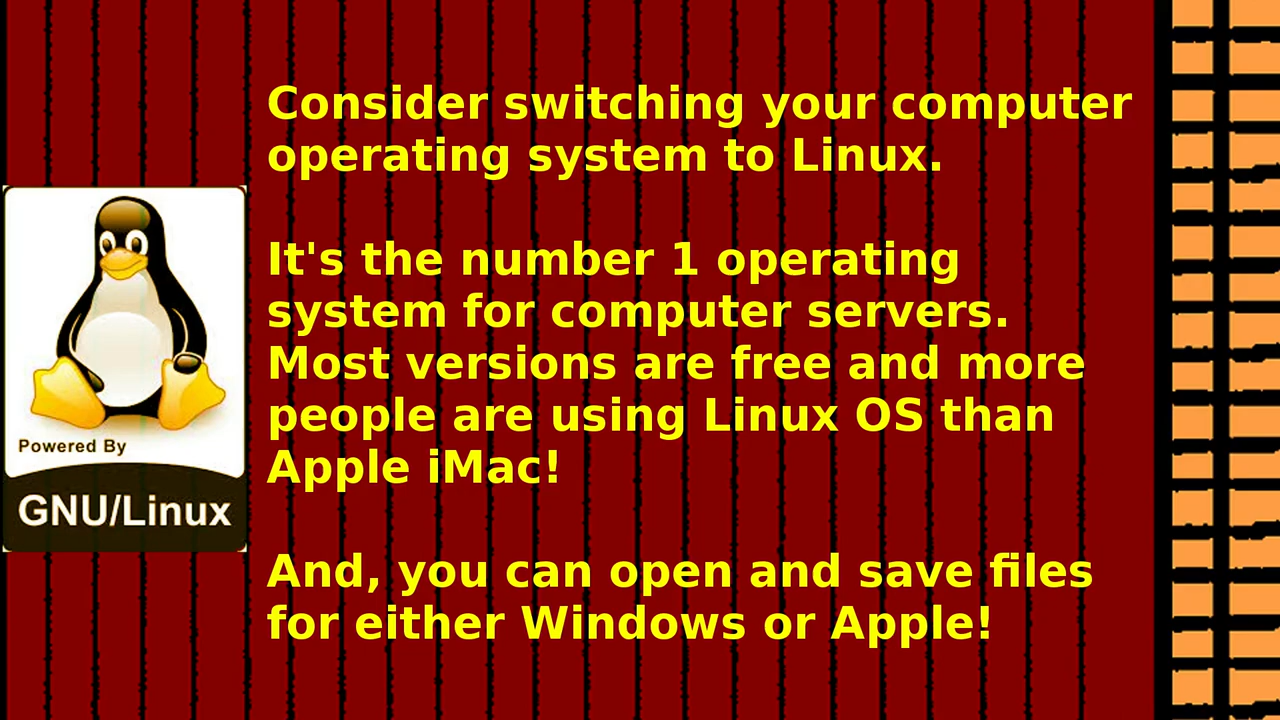 Consider switching your computer
operating system to Linux.
It's the number 1 operating
system for computer servers.
Most versions are free and more
people are using Linux OS than
Apple iMac!
And, you can open and save files
for either Windows or Apple!
Powered By
GNU/Linux